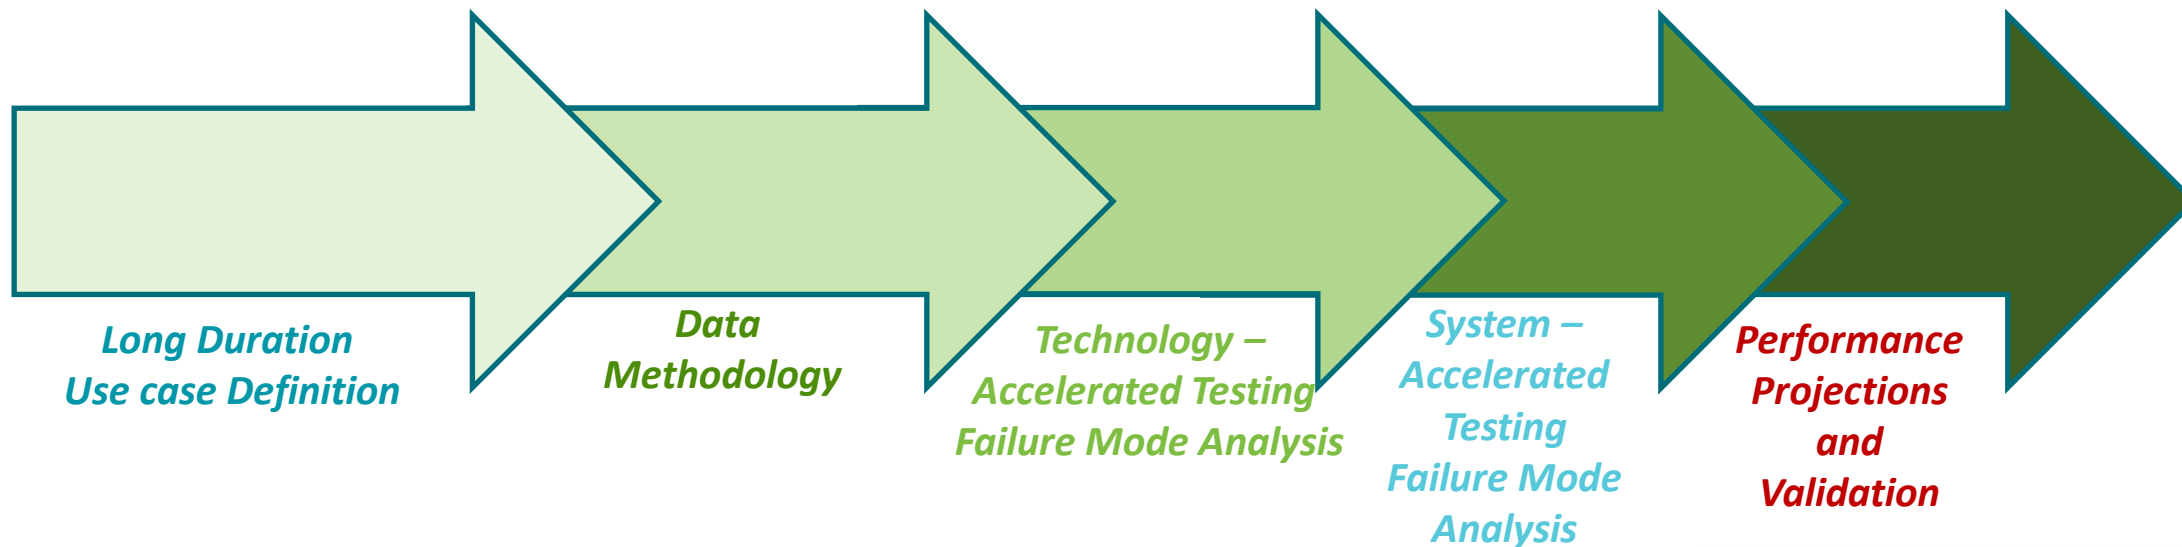 Long Duration
Use case Definition
Data
Methodology
Technology –
Accelerated Testing
Failure Mode Analysis
System –
Accelerated
Testing
Failure Mode
Analysis
Performance
Projections
and
Validation